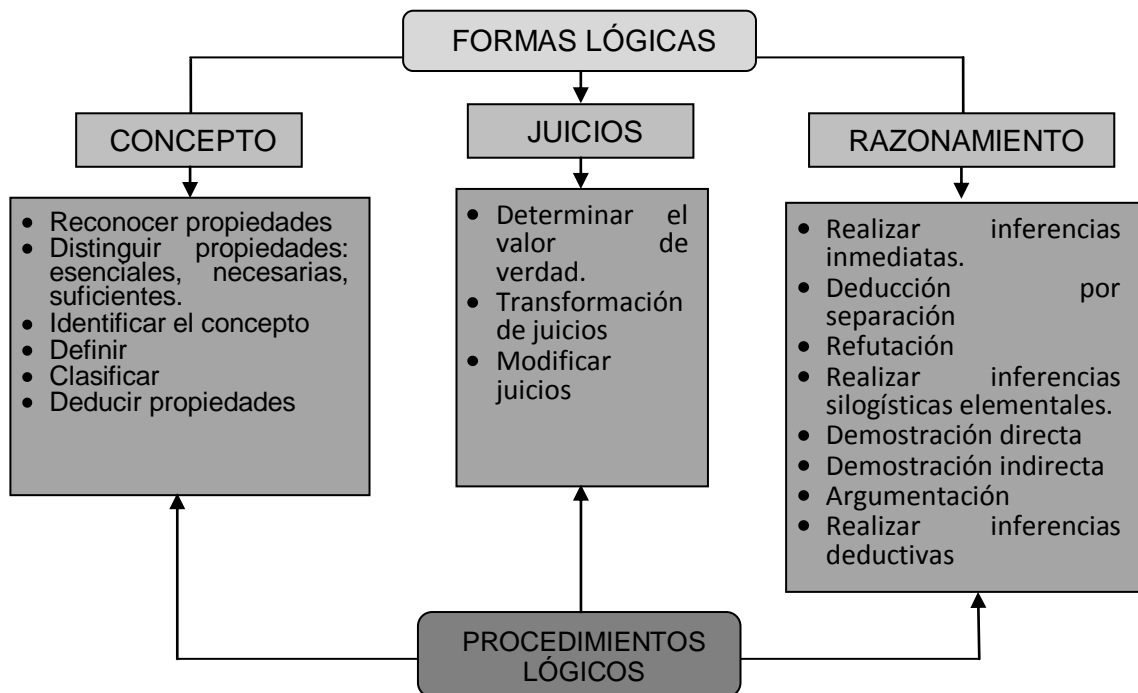 FORMAS LÓGICAS
CONCEPTO
• Reconocer propiedades
• Distinguir propiedades:
esenciales, necesarias,
suficientes.
• Identificar el concepto
• Definir
• Clasificar
• Deducir propiedades
JUICIOS
• Determinar el
valor de
verdad.
• Transformación
de juicios
• Modificar
juicios
RAZONAMIENTO
• Realizar inferencias
inmediatas.
• Deducción por
separación
• Refutación
• Realizar inferencias
silogísticas elementales.
• Demostración directa
• Demostración indirecta
• Argumentación
• Realizar inferencias
deductivas
PROCEDIMIENTOS
LÓGICOS